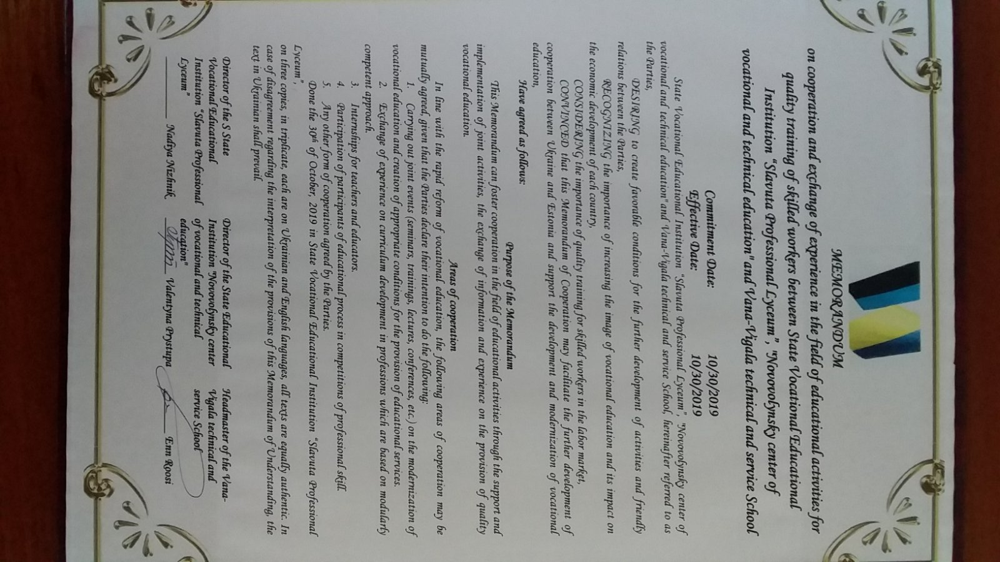 MEMORANDUM
on cooperation and exchange of experience in the field of educational activities for
quality training of skilled workers between State Vocational Educational
Institution “Slavuta Professional Lyceum”, "Novovolynsky center of
vocational and technical education" and Vana-Vigala technical and service School
Commitment Date: 10/30/2019
Effective Date: 10/30/2019
State Vocational Educational Institution “Slavuta Professional Lyceum”, "Novovolynsky center of
vocational and technical education" and Vana-Vigala technical and service School, hereinafter referred to as
the Parties,
DESIRING to create favorable conditions for the further development of activities and friendly
relations between the Parties,
RECOGNIZING the importance of increasing the image of vocational education and its impact on
the economic development of each country,
CONSIDERING the importance of quality training for skilled workers in the labor market,
CONVINCED that this Memorandum of Cooperation may facilitate the further development of
cooperation between Ukraine and Estonia and support the development and modernization of vocational
education,
Have agreed as follows:
Purpose of the Memorandum
This Memorandum can foster cooperation in the field of educational activities through the support and
implementation of joint activities, the exchange of information and experience on the provision of quality
vocational education.
Areas of cooperation
In line with the rapid reform of vocational education, the following areas of cooperation may be
mutually agreed, given that the Parties declare their intention to do the following:
1. Carrying out joint events (seminars, trainings, lectures, conferences, etc.) on the modernization of
vocational education and creation of appropriate conditions for the provision of educational services.
2. Exchange of experience on curriculum development in professions which are based on modularly
competent approach.
3. Internships for teachers and educators.
4. Participation of participants of educational process in competitions of professional skill.
5. Any other form of cooperation agreed by the Parties.
Done the 30th of October, 2019 in State Vocational Educational Institution “Slavuta Professional
Lyceum”,
on three copies, in triplicate, each are on Ukrainian and English languages, all texts are equally authentic. In
case of disagreement regarding the interpretation of the provisions of this Memorandum of Understanding, the
text in Ukrainian shall prevail.
Director of the S State
Vocational Educational
Institution “Slavuta Professional
Lyceum”
Nadiya Nizhnik
Director of the State Educational
Institution "Novovolynsky center
of vocational and technical
education"
Valentyna Prystupa
Headmaster of the Vana-
Vigala technical and
service School
Enn Roosi